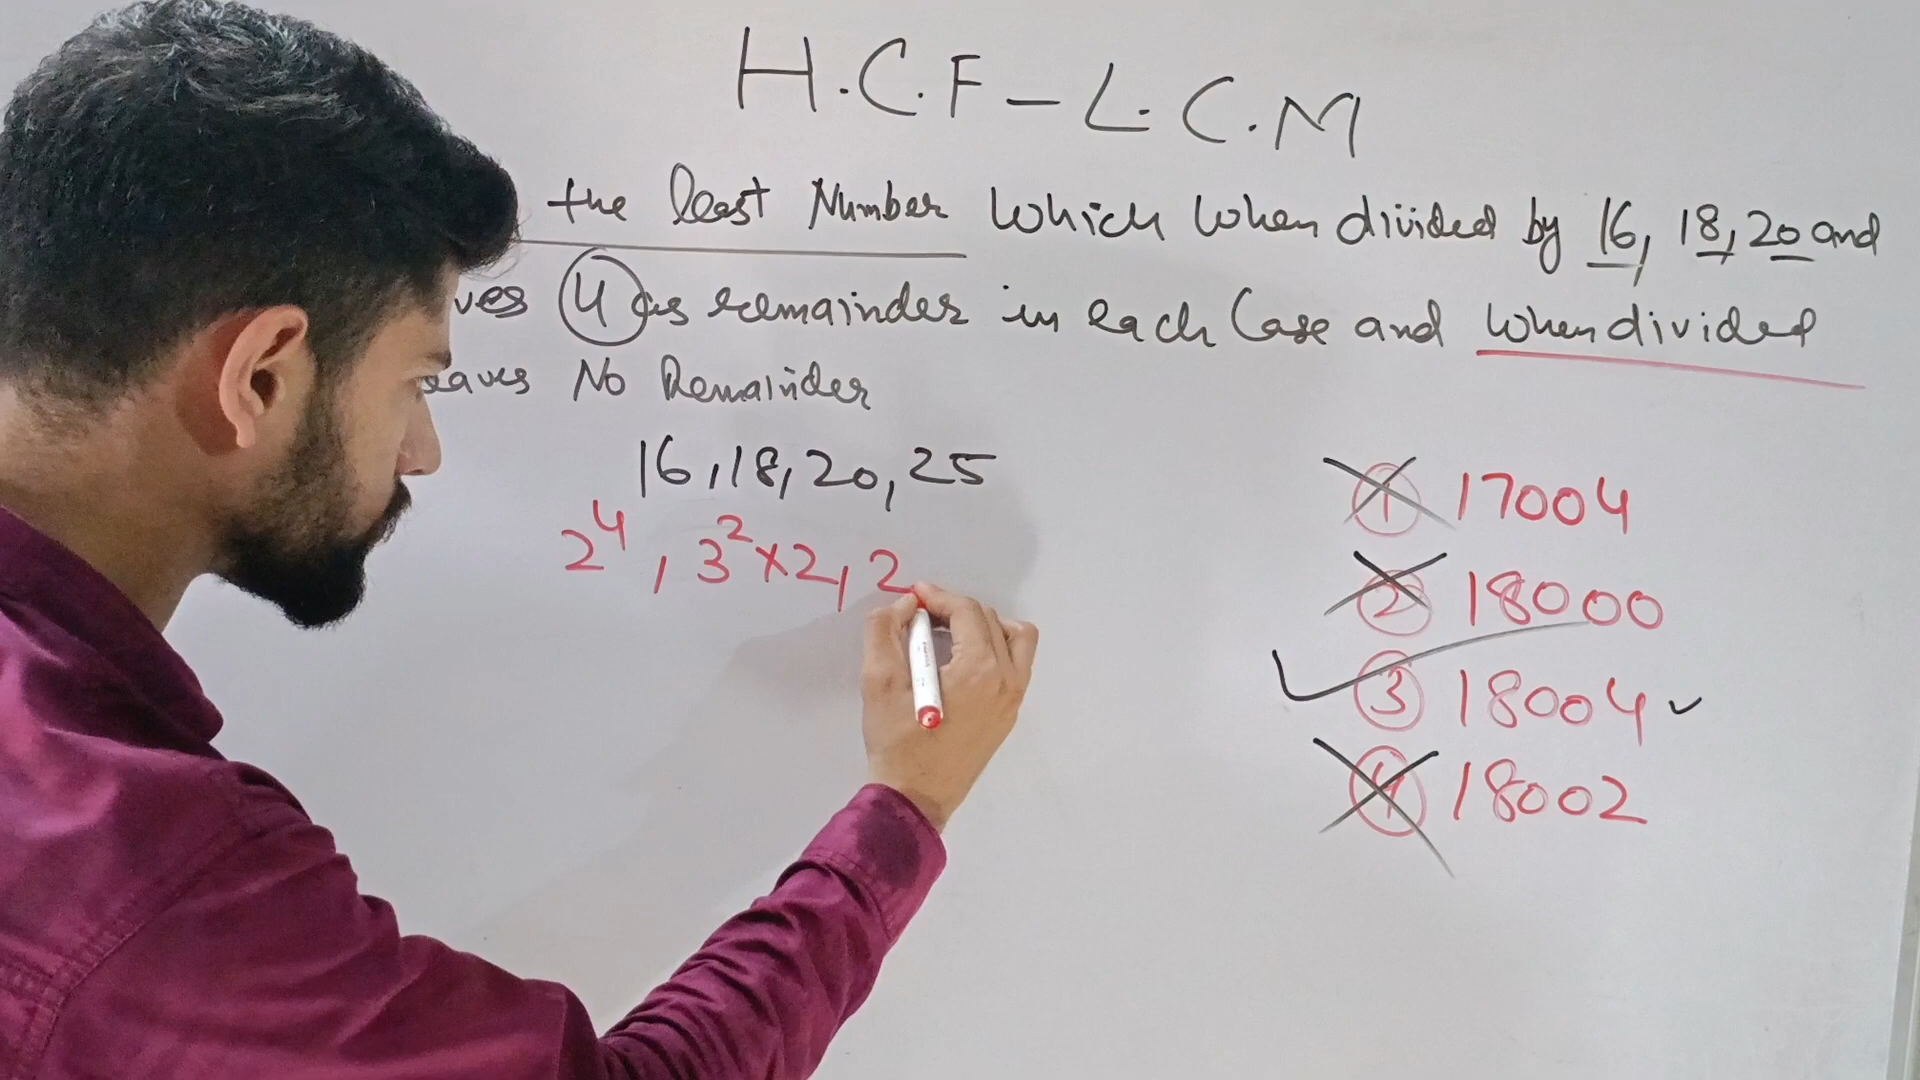 H.C.F - L.C.M
the least Number which when divided by 16, 18, 20 and
ves 4 as remainder in each Case and when divided
eaves No Remainder
16, 18, 20, 25
2⁴, 3²×2, 2
1 17004
2 18000
3 18004
4 18002